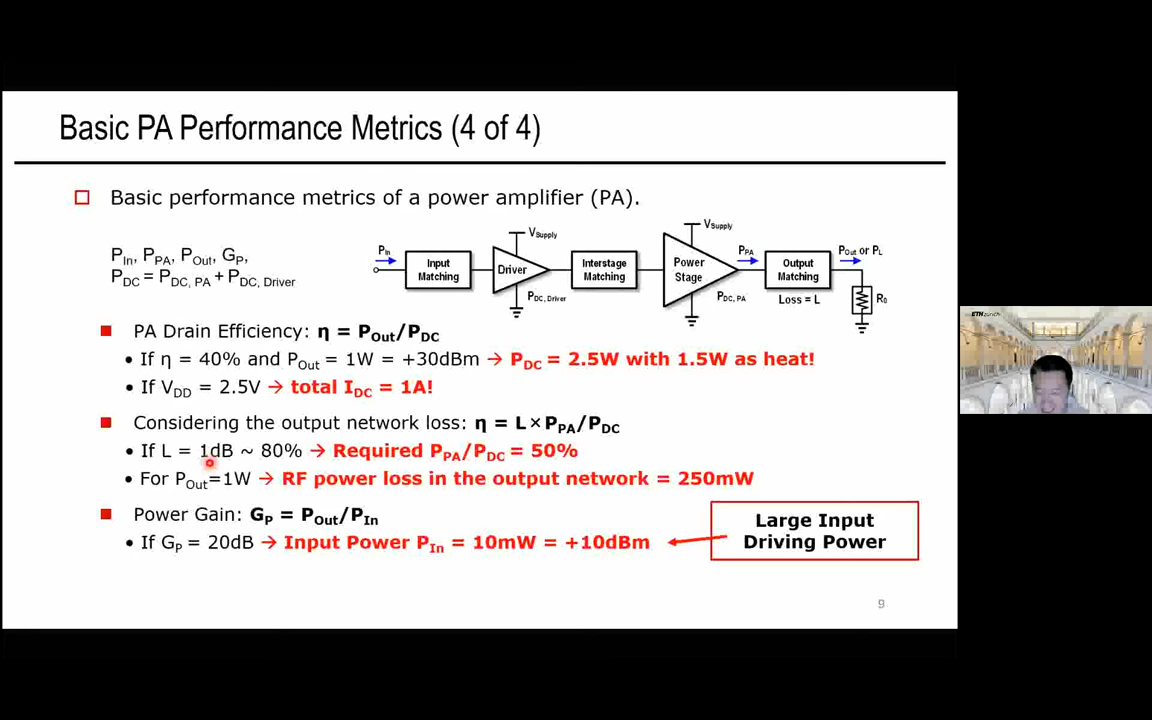 Basic PA Performance Metrics (4 of 4)
Basic performance metrics of a power amplifier (PA).
P_In, P_PA, P_Out, G_P,
P_DC = P_DC, PA + P_DC, Driver
P_In
Input
Matching
V_Supply
Driver
P_DC, Driver
Interstage
Matching
V_Supply
Power
Stage
P_DC, PA
P_PA
Output
Matching
Loss = L
P_Out or P_L
R_0
PA Drain Efficiency: η = P_Out/P_DC
• If η = 40% and P_Out = 1W = +30dBm → P_DC = 2.5W with 1.5W as heat!
• If V_DD = 2.5V → total I_DC = 1A!
Considering the output network loss: η = L×P_PA/P_DC
• If L = 1dB ~ 80% → Required P_PA/P_DC = 50%
• For P_Out=1W → RF power loss in the output network = 250mW
Power Gain: G_P = P_Out/P_In
• If G_P = 20dB → Input Power P_In = 10mW = +10dBm
Large Input
Driving Power
9
ETH zürich